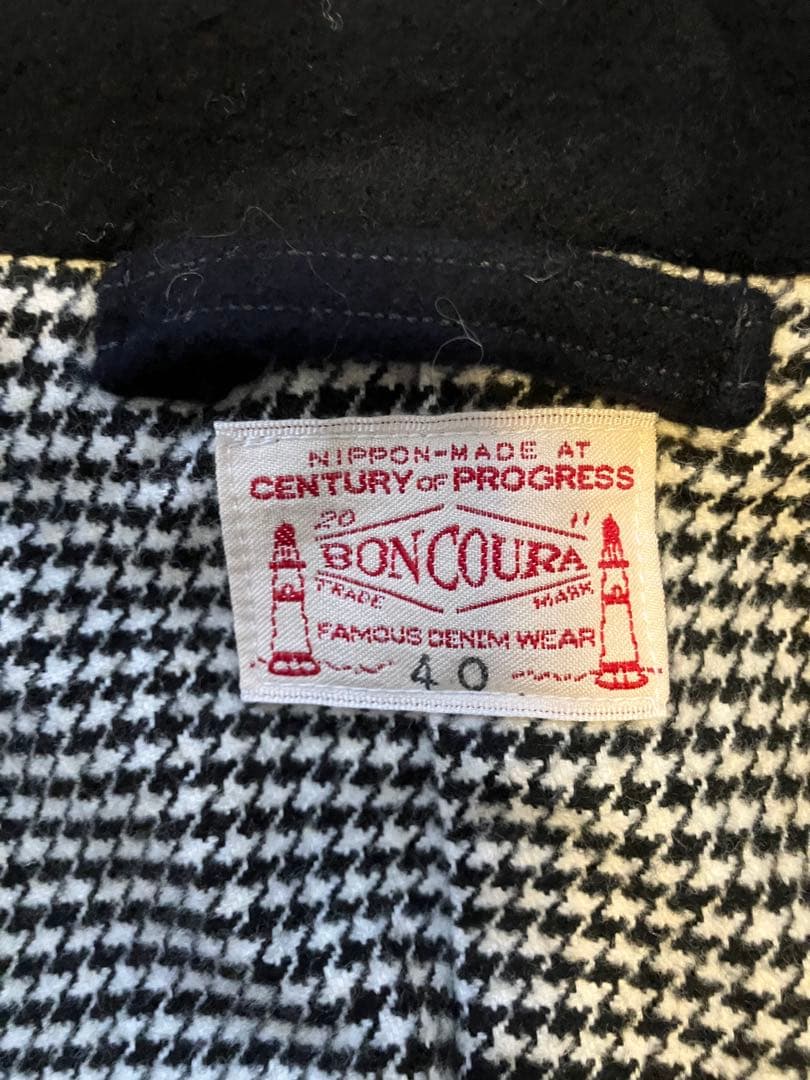 NIPPON-MADE AT
CENTURY OF PROGRESS
20 11
BONCOURA
TRADE MARK
FAMOUS DENIM WEAR
40